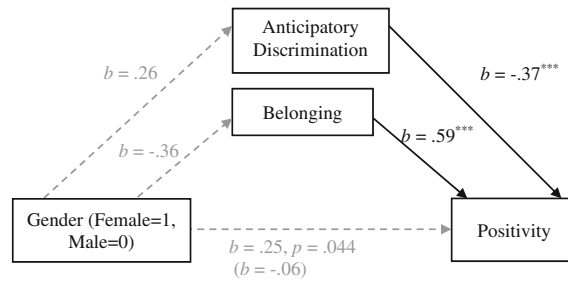 Anticipatory
Discrimination
b = .26
b = -.37***
Belonging
b = .59***
b = -.36
Gender (Female=1,
Male=0)
Positivity
b = .25, p = .044
(b = -.06)